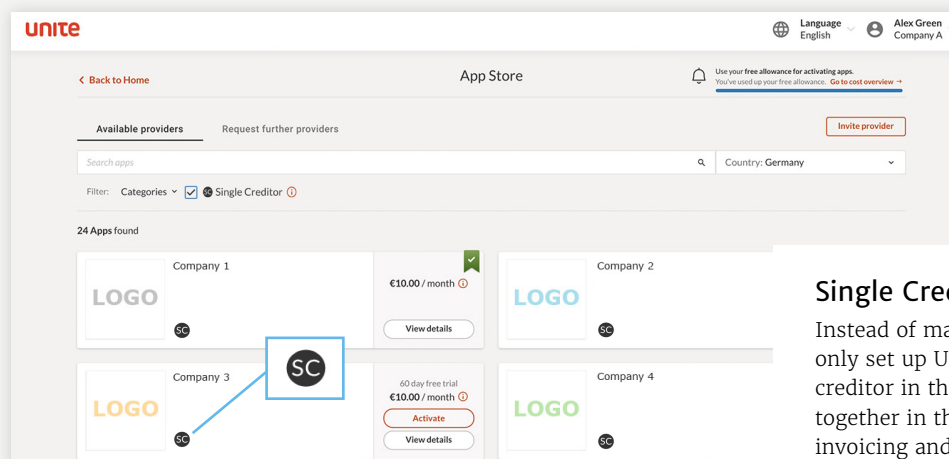 UNITE
Language
English
Alex Green
Company A
Back to Home
App Store
Use your free allowance for activating apps.
You've used up your free allowance. Go to cost overview →
Available providers
Request further providers
Invite provider
Search apps
Country: Germany
Filter: Categories SC Single Creditor
24 Apps found
Company 1
LOGO
SC
€10.00 / month
View details
Company 2
LOGO
SC
Company 3
LOGO
SC
SC
60 day free trial
€10.00 / month
Activate
View details
Company 4
LOGO
SC
Single
Instead of
only set up
creditor in
together in
invoicing and